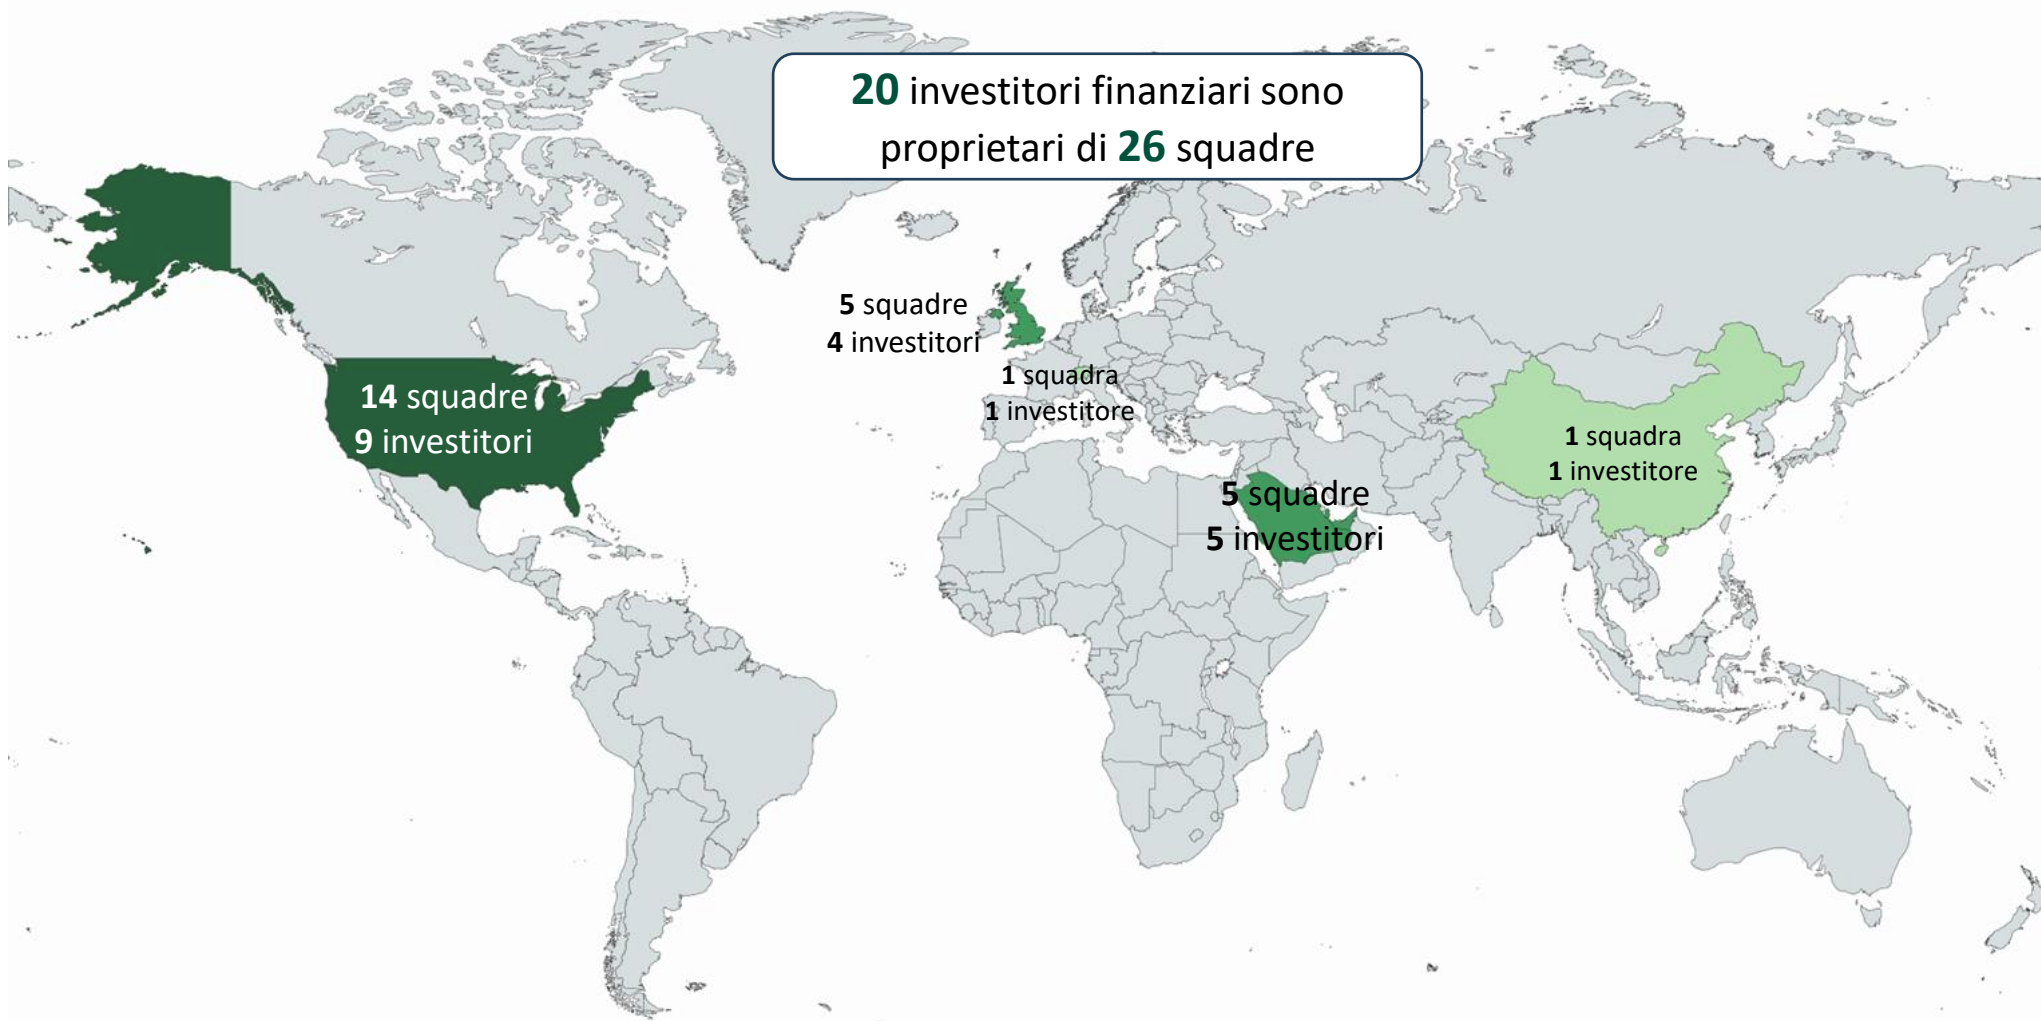 20 investitori finanziari sono
proprietari di 26 squadre
5 squadre
4 investitori
1 squadra
1 investitore
14 squadre
9 investitori
1 squadra
1 investitore
5 squadre
5 investitori